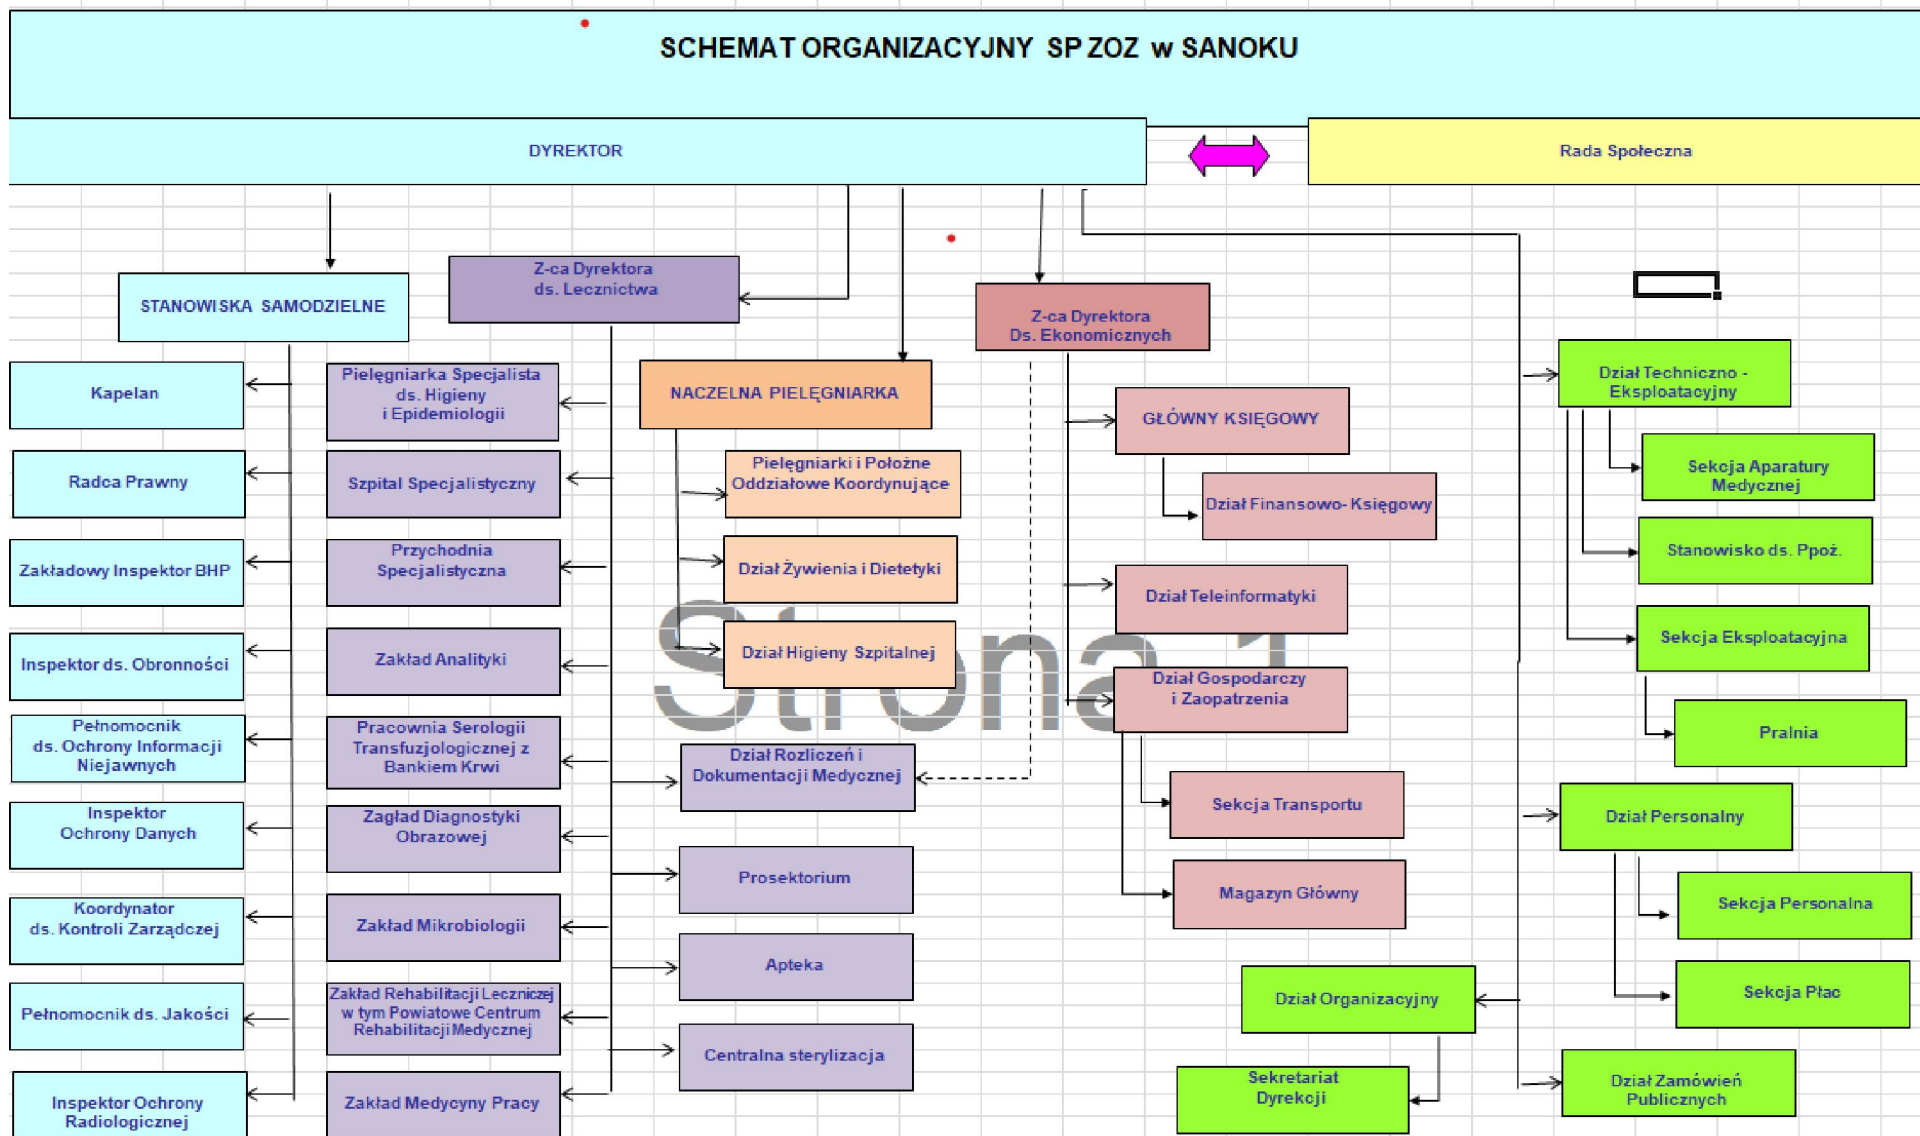 SCHEMAT ORGANIZACYJNY SP ZOZ w SANOKU
DYREKTOR
Rada Społeczna
STANOWISKA SAMODZIELNE
Kapelan
Radca Prawny
Zakładowy Inspektor BHP
Inspektor ds. Obronności
Pełnomocnik
ds. Ochrony Informacji
Niejawnych
Inspektor
Ochrony Danych
Koordynator
ds. Kontroli Zarządczej
Pełnomocnik ds. Jakości
Inspektor Ochrony
Radiologicznej
Z-ca Dyrektora
ds. Lecznictwa
Pielęgniarka Specjalista
ds. Higieny
i Epidemiologii
Szpital Specjalistyczny
Przychodnia
Specjalistyczna
Zakład Analityki
Pracownia Serologii
Transfuzjologicznej z
Bankiem Krwi
Zagład Diagnostyki
Obrazowej
Zakład Mikrobiologii
Zakład Rehabilitacji Leczniczej
w tym Powiatowe Centrum
Rehabilitacji Medycznej
Zakład Medycyny Pracy
Dział Rozliczeń i
Dokumentacji Medycznej
Prosektorium
Apteka
Centralna sterylizacja
NACZELNA PIELĘGNIARKA
Pielęgniarki i Położne
Oddziałowe Koordynujące
Dział Żywienia i Dietetyki
Dział Higieny Szpitalnej
Strona 1
Z-ca Dyrektora
Ds. Ekonomicznych
GŁÓWNY KSIĘGOWY
Dział Finansowo- Księgowy
Dział Teleinformatyki
Dział Gospodarczy
i Zaopatrzenia
Sekcja Transportu
Magazyn Główny
Dział Techniczno -
Eksploatacyjny
Sekcja Aparatury
Medycznej
Stanowisko ds. Ppoż.
Sekcja Eksploatacyjna
Pralnia
Dział Personalny
Sekcja Personalna
Sekcja Płac
Dział Organizacyjny
Sekretariat
Dyrekcji
Dział Zamówień
Publicznych